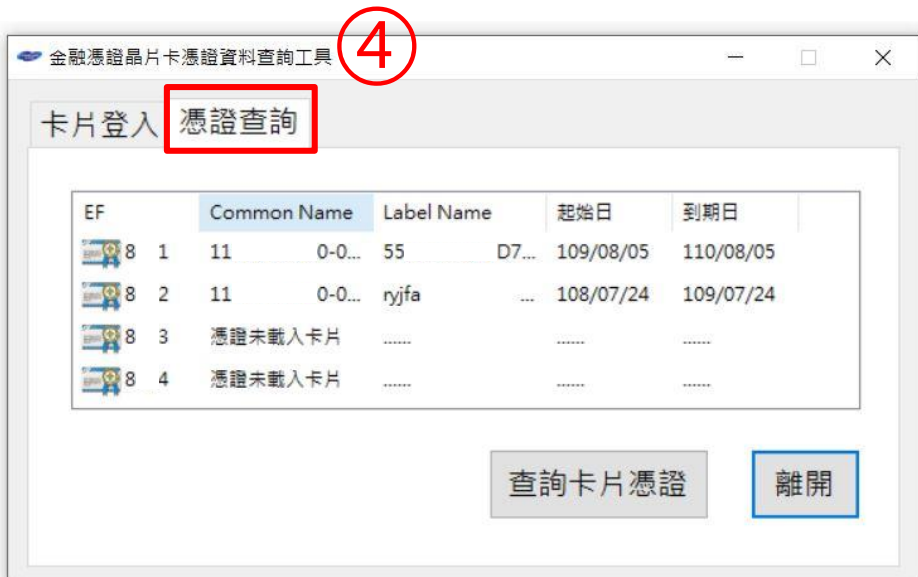 ④
金融憑證晶片卡憑證資料查詢工具
卡片登入 憑證查詢
EF Common Name Label Name 起始日 到期日
8 1 11 0-0... 55 D7... 109/08/05 110/08/05
8 2 11 0-0... ryjfa ... 108/07/24 109/07/24
8 3 憑證未載入卡片 ...... ...... ......
8 4 憑證未載入卡片 ...... ...... ......
查詢卡片憑證 離開